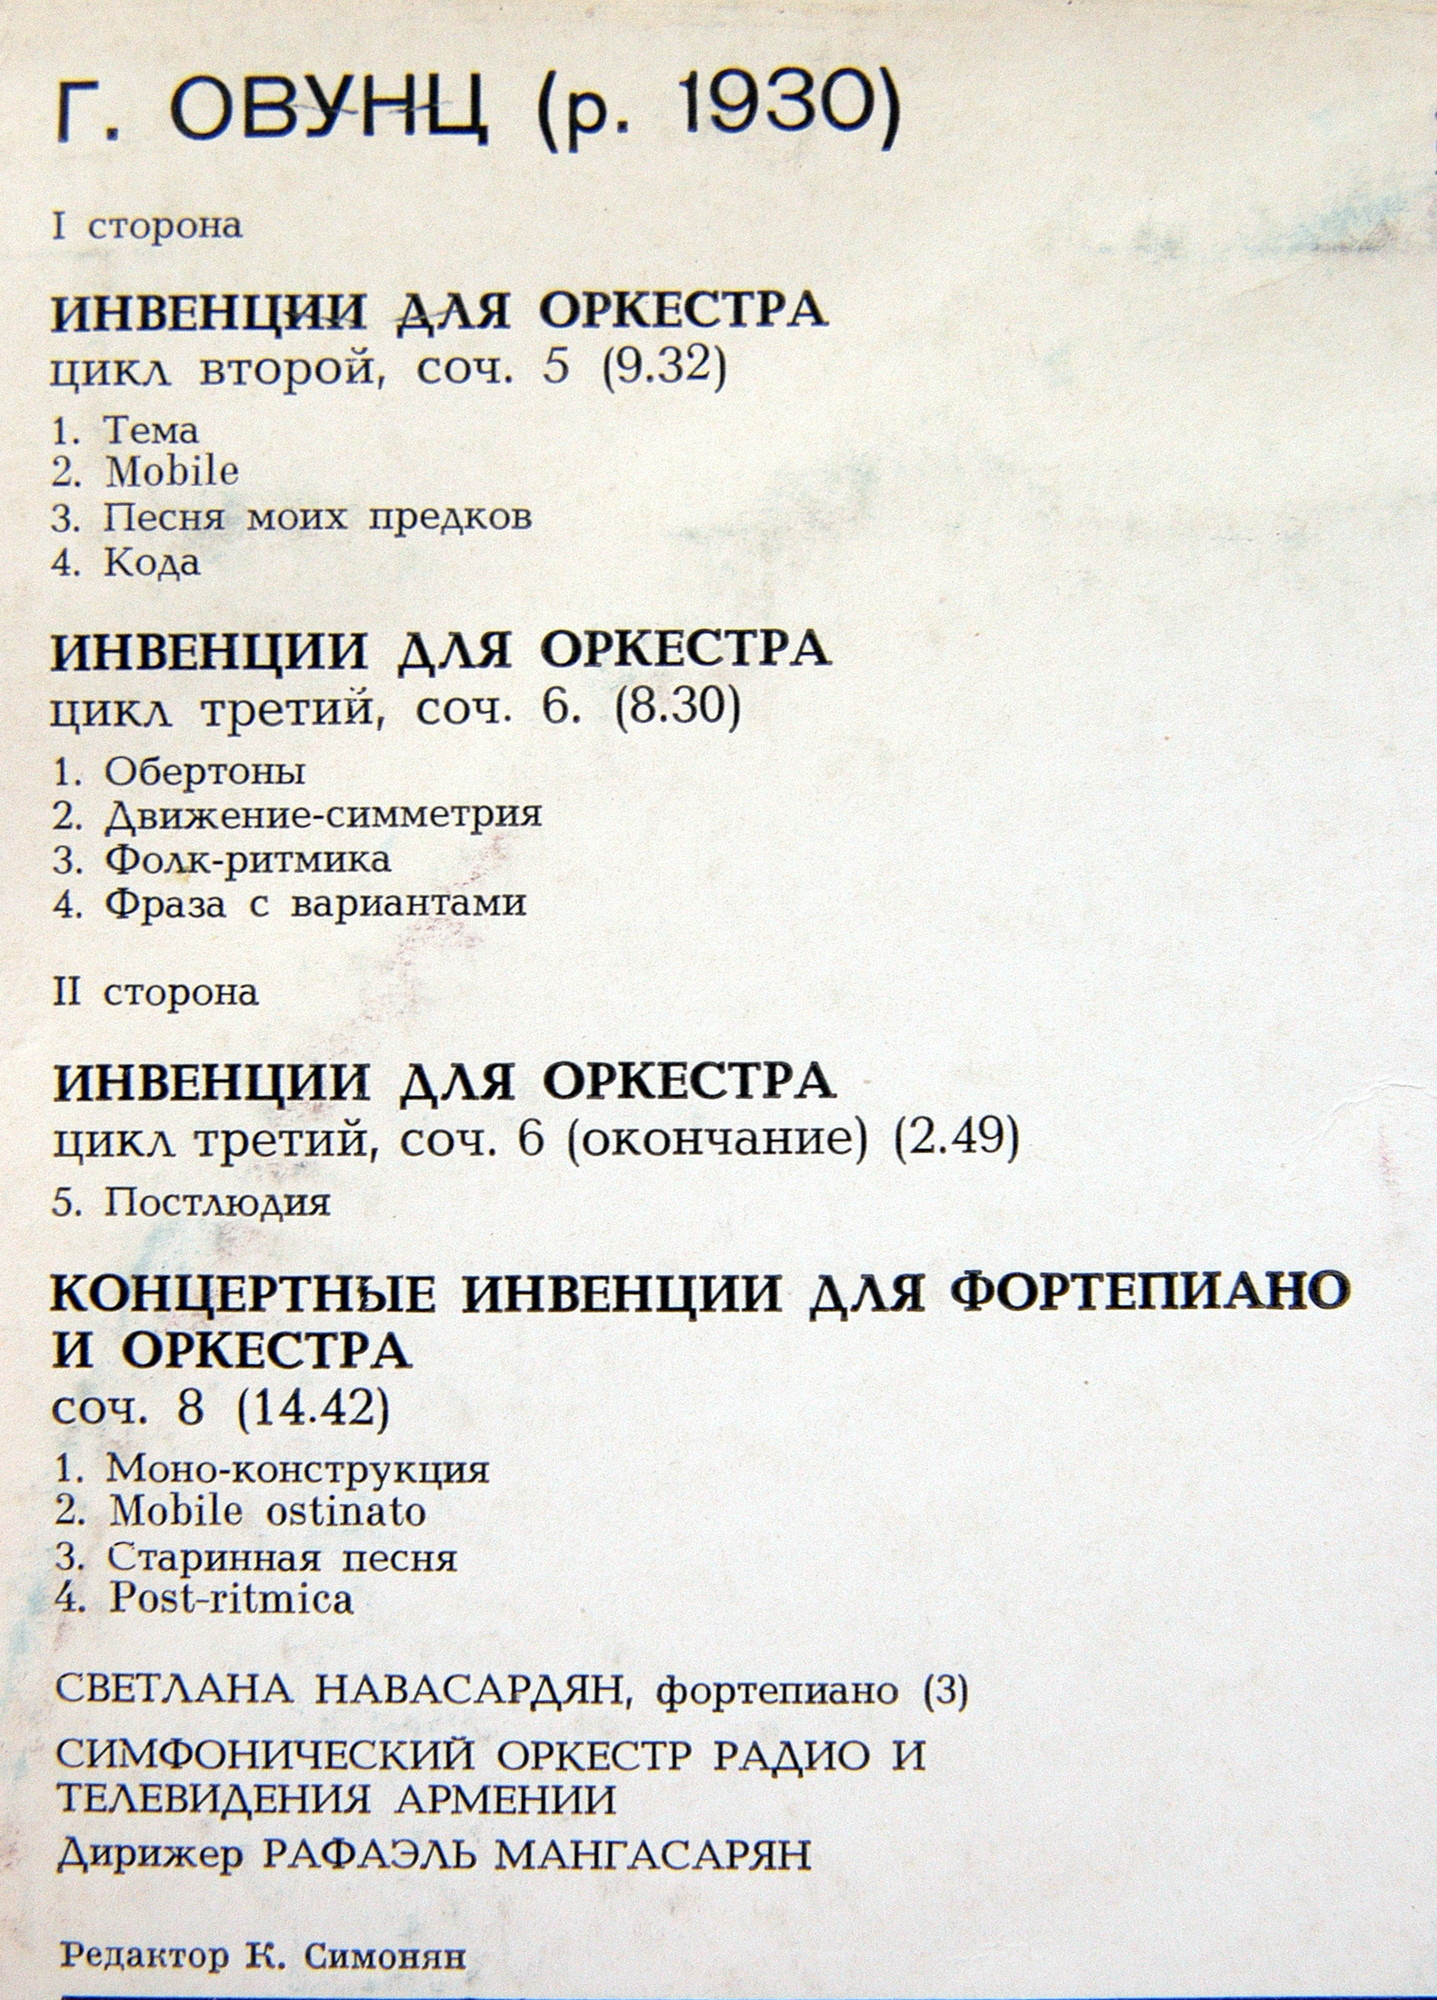 Г. ОВУНЦ (р. 1930)
I сторона
ИНВЕНЦИИ ДЛЯ ОРКЕСТРА
цикл второй, соч. 5 (9.32)
1. Тема
2. Mobile
3. Песня моих предков
4. Кода
ИНВЕНЦИИ ДЛЯ ОРКЕСТРА
цикл третий, соч. 6. (8.30)
1. Обертоны
2. Движение-симметрия
3. Фолк-ритмика
4. Фраза с вариантами
II сторона
ИНВЕНЦИИ ДЛЯ ОРКЕСТРА
цикл третий, соч. 6 (окончание) (2.49)
5. Постлюдия
КОНЦЕРТНЫЕ ИНВЕНЦИИ ДЛЯ ФОРТЕПИАНО
И ОРКЕСТРА
соч. 8 (14.42)
1. Моно-конструкция
2. Mobile ostinato
3. Старинная песня
4. Post-ritmica
СВЕТЛАНА НАВАСАРДЯН, фортепиано (3)
СИМФОНИЧЕСКИЙ ОРКЕСТР РАДИО И
ТЕЛЕВИДЕНИЯ АРМЕНИИ
Дирижер РАФАЭЛЬ МАНГАСАРЯН
Редактор К. Симонян